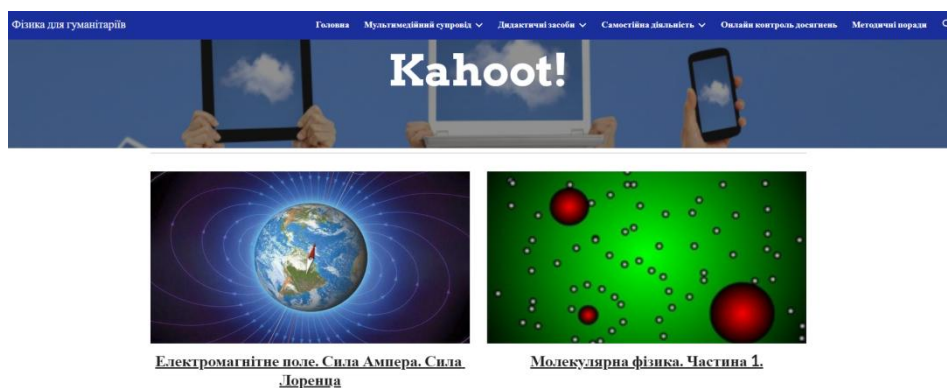 Фізика для гуманітаріїв
Головна Мультимедійний супровід Дидактичні засоби Самостійна діяльність Онлайн контроль досягнень Методичні поради
Kahoot!
Електромагнітне поле. Сила Ампера. Сила
Лоренца
Молекулярна фізика. Частина 1.